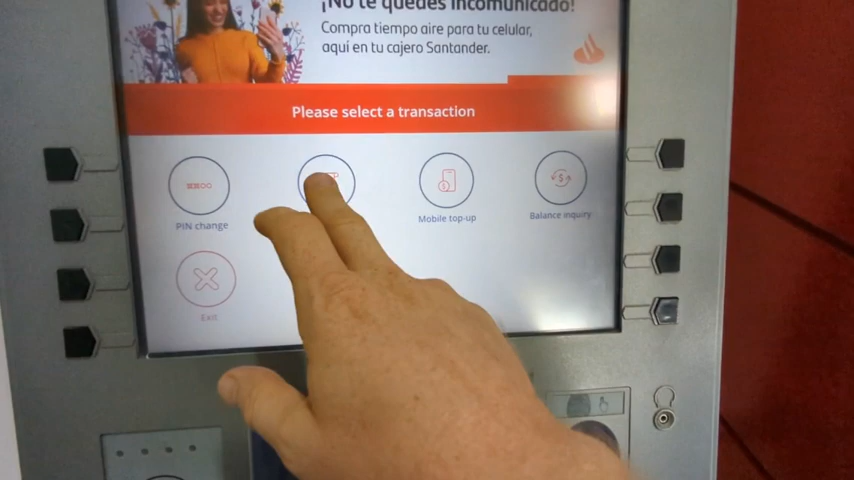 ¡No te quedes incomunicado!
Compra tiempo aire para tu celular,
aquí en tu cajero Santander.
Please select a transaction
PIN change
Mobile top-up
Balance inquiry
Exit